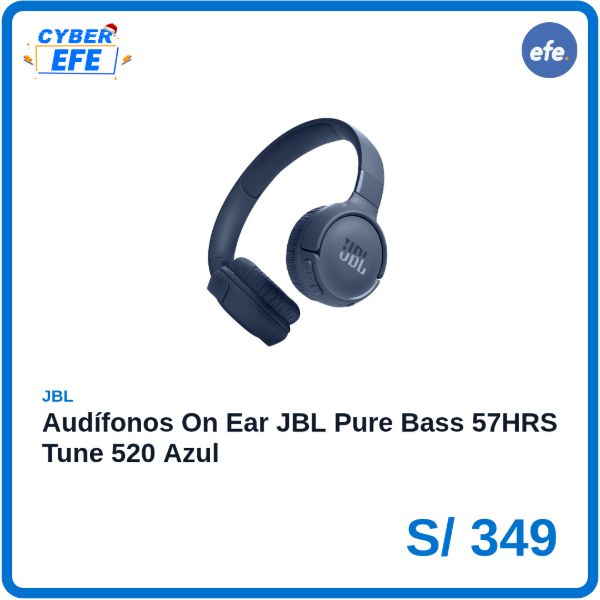 CYBER
EFE
efe.
JBL
JBL
Audífonos On Ear JBL Pure Bass 57HRS
Tune 520 Azul
S/ 349